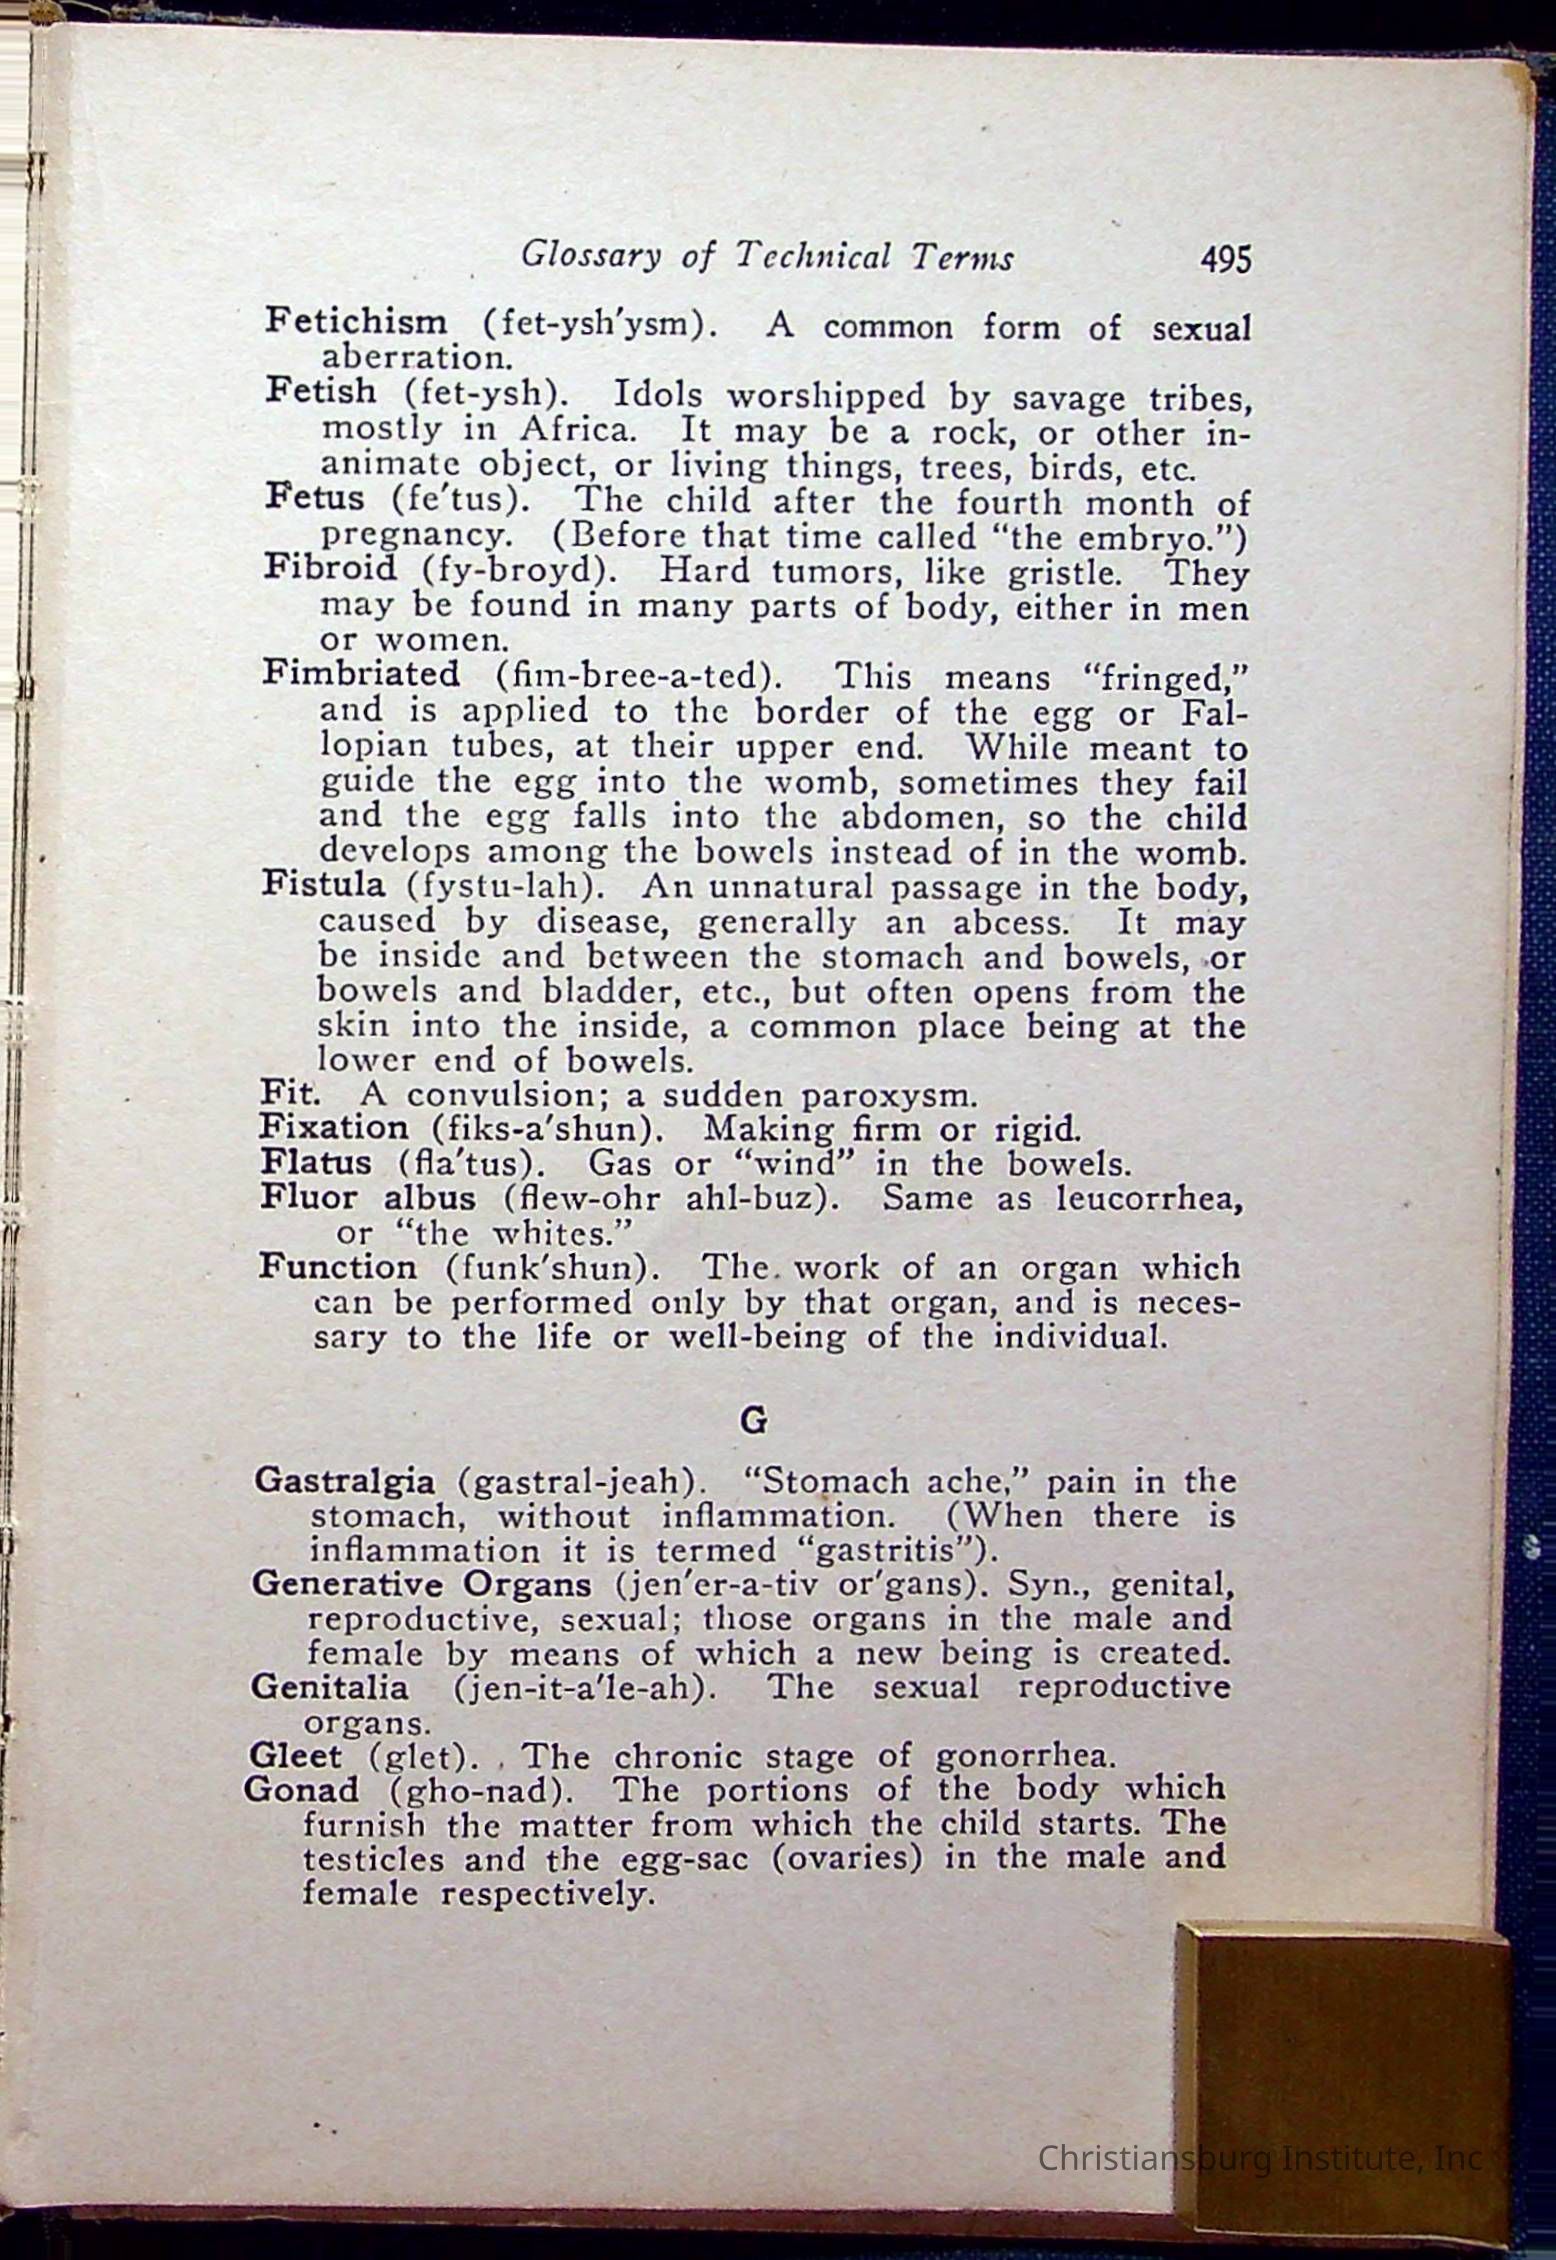 Glossary of Technical Terms 495
Fetichism (fet-ysh'ysm). A common form of sexual
aberration.
Fetish (fet-ysh). Idols worshipped by savage tribes,
mostly in Africa. It may be a rock, or other in-
animate object, or living things, trees, birds, etc.
Fetus (fe'tus). The child after the fourth month of
pregnancy. (Before that time called “the embryo.”)
Fibroid (fy-broyd). Hard tumors, like gristle. They
may be found in many parts of body, either in men
or women.
Fimbriated (fim-bree-a-ted). This means “fringed,”
and is applied to the border of the egg or Fal-
lopian tubes, at their upper end. While meant to
guide the egg into the womb, sometimes they fail
and the egg falls into the abdomen, so the child
develops among the bowels instead of in the womb.
Fistula (fystu-lah). An unnatural passage in the body,
caused by disease, generally an abcess. It may
be inside and between the stomach and bowels, or
bowels and bladder, etc., but often opens from the
skin into the inside, a common place being at the
lower end of bowels.
Fit. A convulsion; a sudden paroxysm.
Fixation (fiks-a'shun). Making firm or rigid.
Flatus (fla'tus). Gas or “wind” in the bowels.
Fluor albus (flew-ohr ahl-buz). Same as leucorrhea,
or “the whites.”
Function (funk'shun). The work of an organ which
can be performed only by that organ, and is neces-
sary to the life or well-being of the individual.
G
Gastralgia (gastral-jeah). “Stomach ache,” pain in the
stomach, without inflammation. (When there is
inflammation it is termed “gastritis”).
Generative Organs (jen'er-a-tiv or'gans). Syn., genital,
reproductive, sexual; those organs in the male and
female by means of which a new being is created.
Genitalia (jen-it-a'le-ah). The sexual reproductive
organs.
Gleet (glet). The chronic stage of gonorrhea.
Gonad (gho-nad). The portions of the body which
furnish the matter from which the child starts. The
testicles and the egg-sac (ovaries) in the male and
female respectively.
Christiansburg Institute, Inc